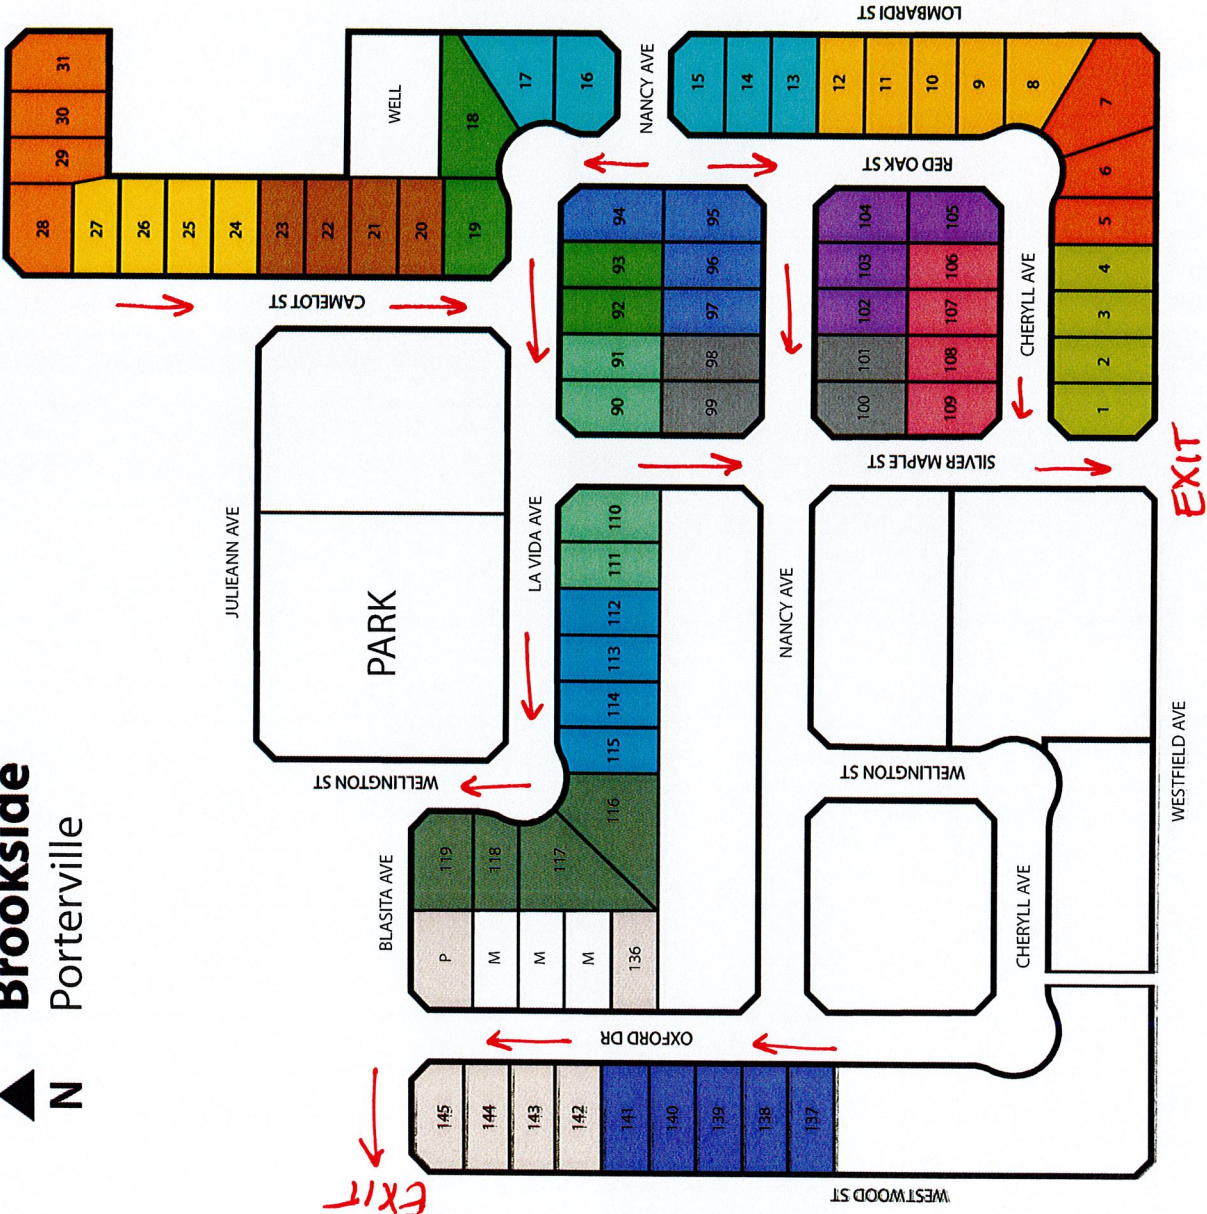 Brookside
Porterville
N
LOMBARDI ST
31
30
29
28
27
26
25
24
23
22
21
20
19
18
17
16
WELL
NANCY AVE
15
14
13
12
11
10
9
8
7
6
5
4
3
2
1
RED OAK ST
CAMELOT ST
94
93
92
91
90
95
96
97
98
99
104
103
102
101
100
105
106
107
108
109
CHERYLL AVE
SILVER MAPLE ST
EXIT
JULIEANN AVE
PARK
LA VIDA AVE
110
111
112
113
114
115
116
117
118
119
NANCY AVE
WELLINGTON ST
WELLINGTON ST
WESTFIELD AVE
BLASITA AVE
P
M
M
M
136
CHERYLL AVE
OXFORD DR
145
144
143
142
141
140
139
138
137
EXIT
WESTWOOD ST